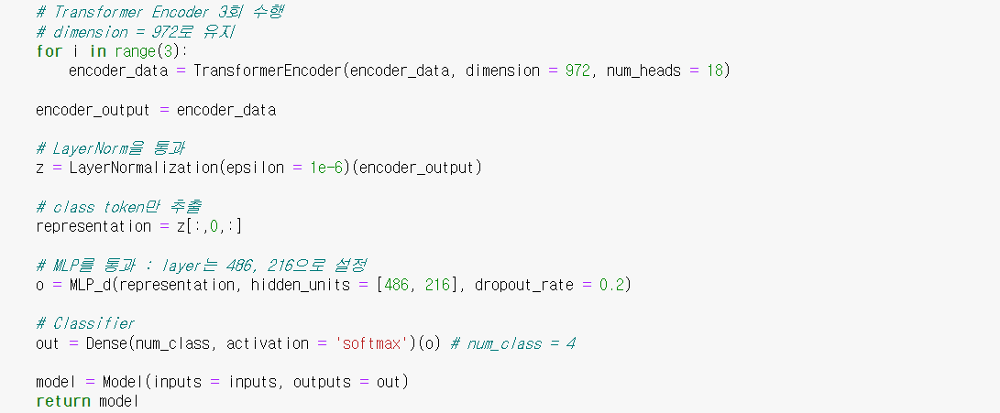 # Transformer Encoder 3회 수행
# dimension = 972로 유지
for i in range(3):
    encoder_data = TransformerEncoder(encoder_data, dimension = 972, num_heads = 18)
encoder_output = encoder_data
# LayerNorm을 통과
z = LayerNormalization(epsilon = 1e-6)(encoder_output)
# class token만 추출
representation = z[:,0,:]
# MLP를 통과 : layer는 486, 216으로 설정
o = MLP_d(representation, hidden_units = [486, 216], dropout_rate = 0.2)
# Classifier
out = Dense(num_class, activation = 'softmax')(o) # num_class = 4
model = Model(inputs = inputs, outputs = out)
return model